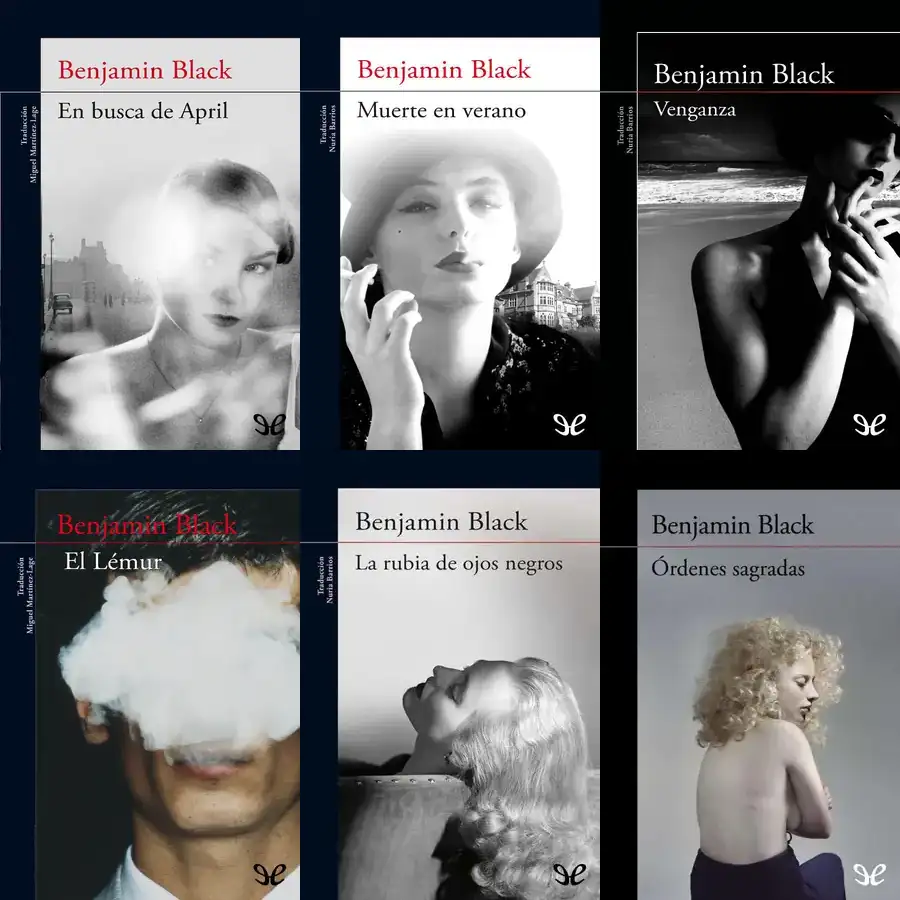 Benjamin Black
En busca de April
Traducción
Miguel Martínez-Lage
Benjamin Black
Muerte en verano
Traducción
Nuria Barrios
Benjamin Black
Venganza
Traducción
Nuria Barrios
Benjamin Black
El Lémur
Traducción
Miguel Martínez-Lage
Benjamin Black
La rubia de ojos negros
Traducción
Nuria Barrios
Benjamin Black
Órdenes sagradas